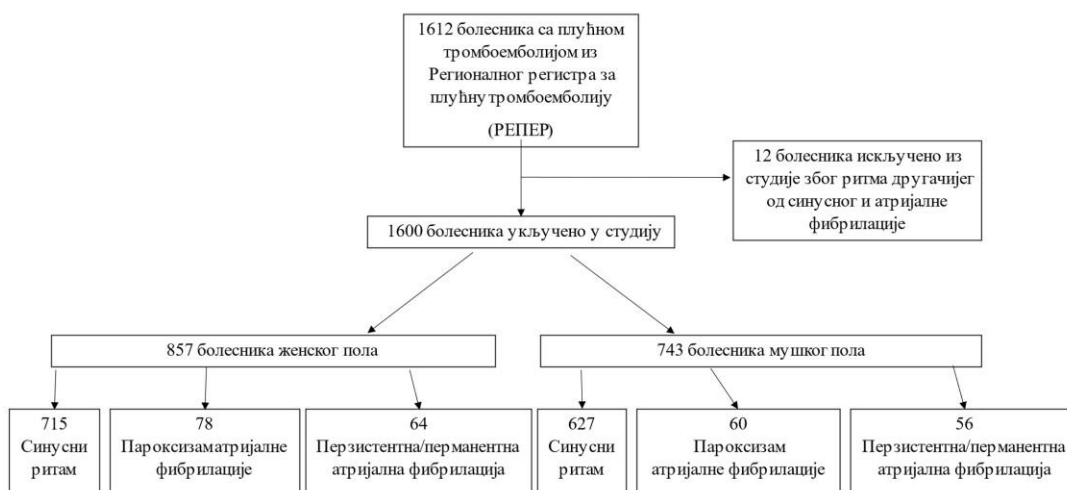 1612 болесника са плућном
тромбоемболијом из
Регионалног регистра за
плућну тромбоемболију
(РЕПЕР)
12 болесника искључено из
студије због ритма другачијег
од синусног и атријалне
фибрилације
1600 болесника укључено у студију
857 болесника женског пола
743 болесника мушког пола
715
Синусни
ритам
78
Пароксизам атријалне
фибрилације
64
Перзистентна/перманентна
атријална фибрилација
627
Синусни
ритам
60
Пароксизам
атријалне фибрилације
56
Перзистентна/перманентна
атријална фибрилација